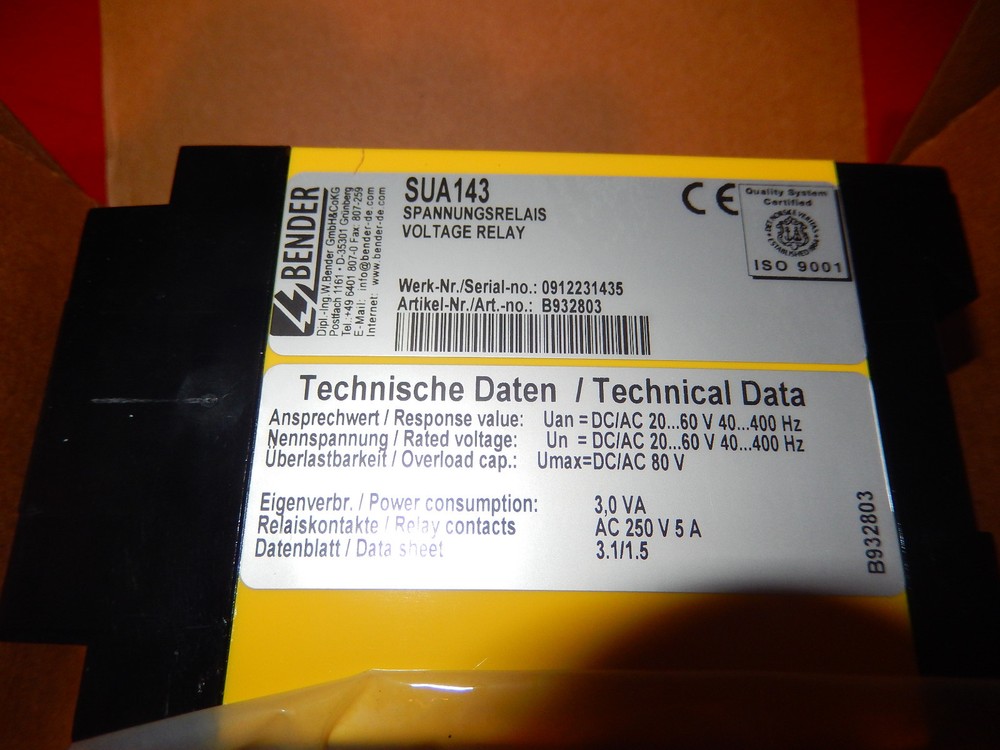 BENDER
Dipl.-Ing.W.Bender GmbH&CoKG
Postfach 1161 • D-35301 Grünberg
Tel.:+49 6401 807-0 Fax: 807-259
E-Mail: info@bender-de.com
Internet: www.bender-de.com
SUA143
SPANNUNGSRELAIS
VOLTAGE RELAY
Werk-Nr./Serial-no.: 0912231435
Artikel-Nr./Art.-no.: B932803
CE
Quality System
Certified
DET NORSKE VERITAS
ISO 9001
Technische Daten / Technical Data
Ansprechwert / Response value: Uan = DC/AC 20...60 V 40...400 Hz
Nennspannung / Rated voltage: Un = DC/AC 20...60 V 40...400 Hz
Überlastbarkeit / Overload cap.: Umax=DC/AC 80 V
Eigenverbr. / Power consumption: 3,0 VA
Relaiskontakte / Relay contacts AC 250 V 5 A
Datenblatt / Data sheet 3.1/1.5
B932803